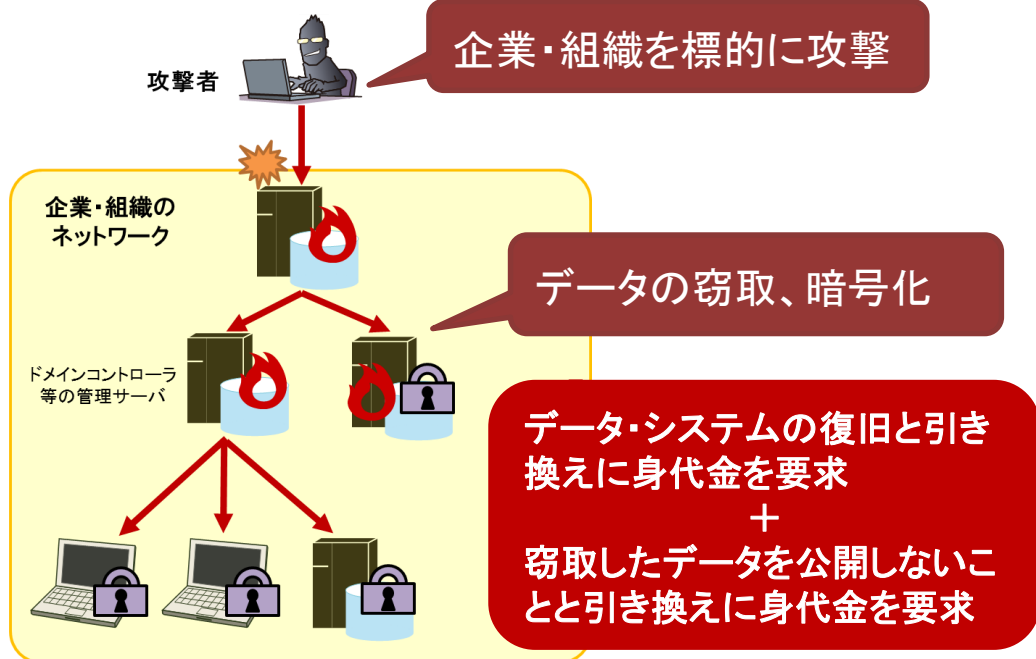 企業・組織を標的に攻撃
攻撃者
企業・組織の
ネットワーク
データの窃取、暗号化
ドメインコントローラ
等の管理サーバ
データ・システムの復旧と引き
換えに身代金を要求
＋
窃取したデータを公開しないこ
とと引き換えに身代金を要求